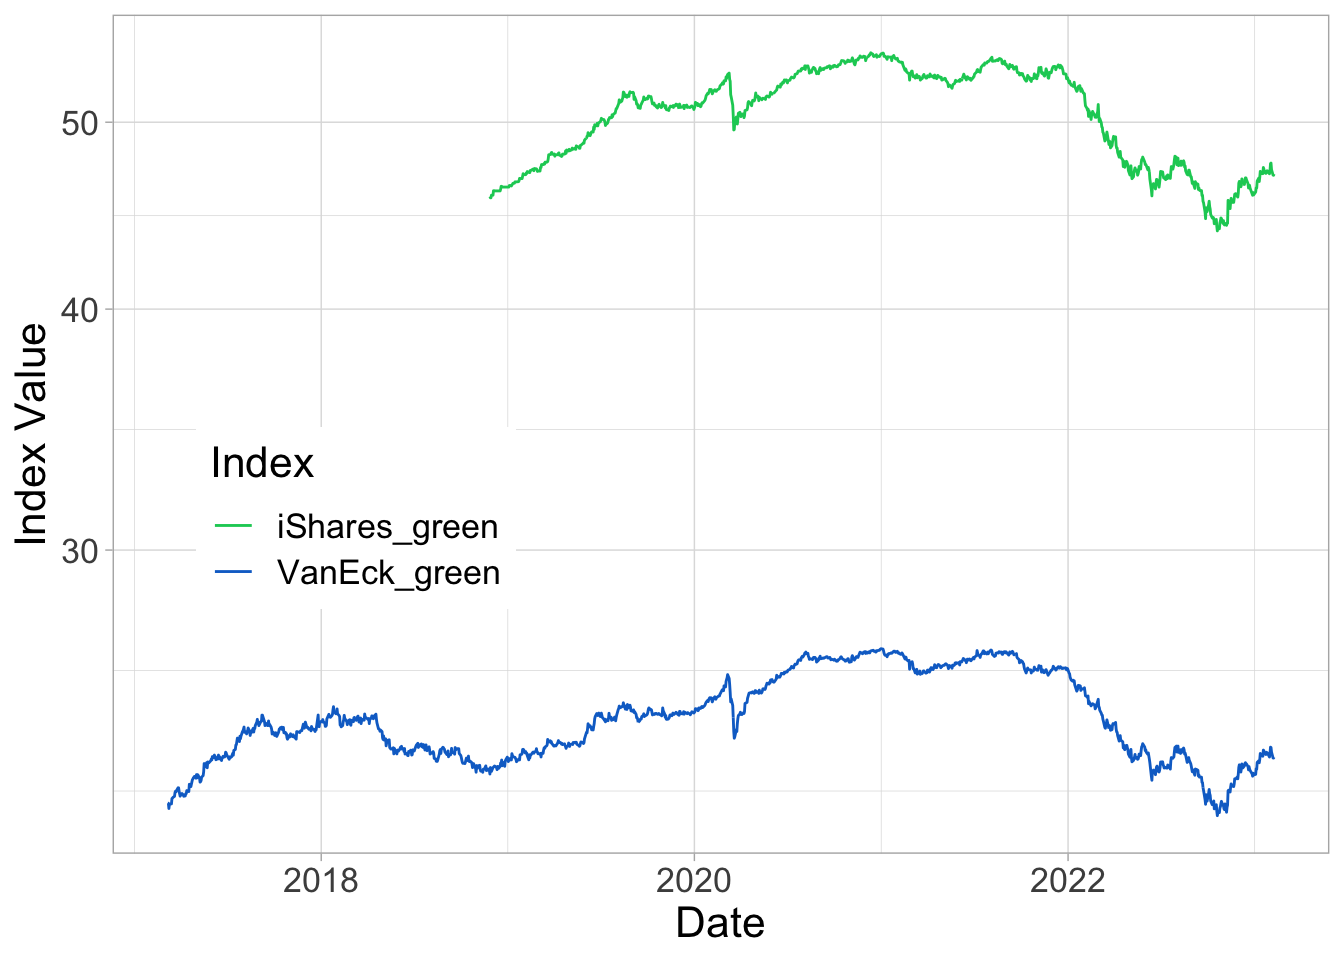 50
40
30
Index Value
Index
iShares_green
VanEck_green
2018
2020
2022
Date